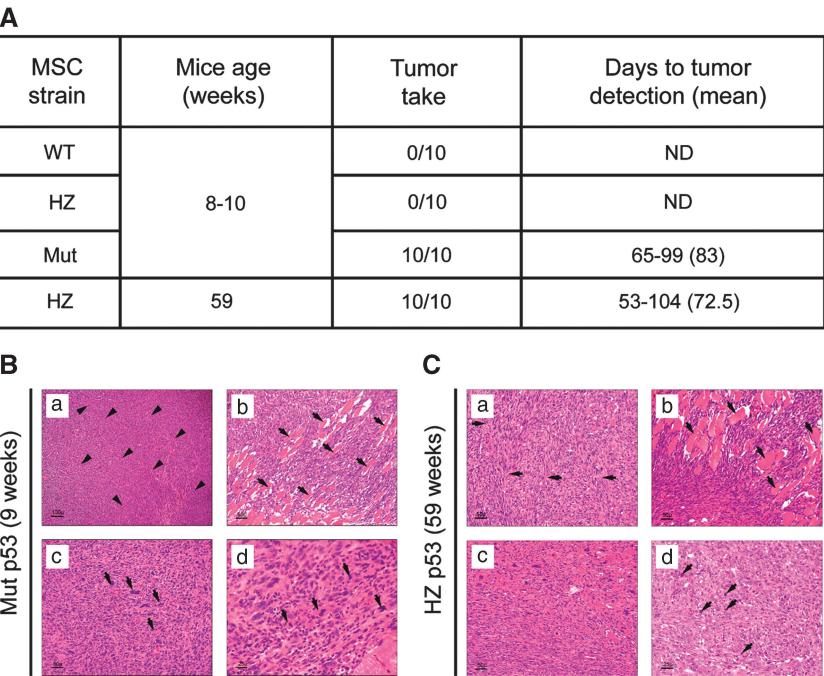 A
MSC strain
Mice age (weeks)
Tumor take
Days to tumor detection (mean)
WT
8-10
0/10
ND
HZ
0/10
ND
Mut
10/10
65-99 (83)
HZ
59
10/10
53-104 (72.5)
B
Mut p53 (9 weeks)
a
b
c
d
C
HZ p53 (59 weeks)
a
b
c
d